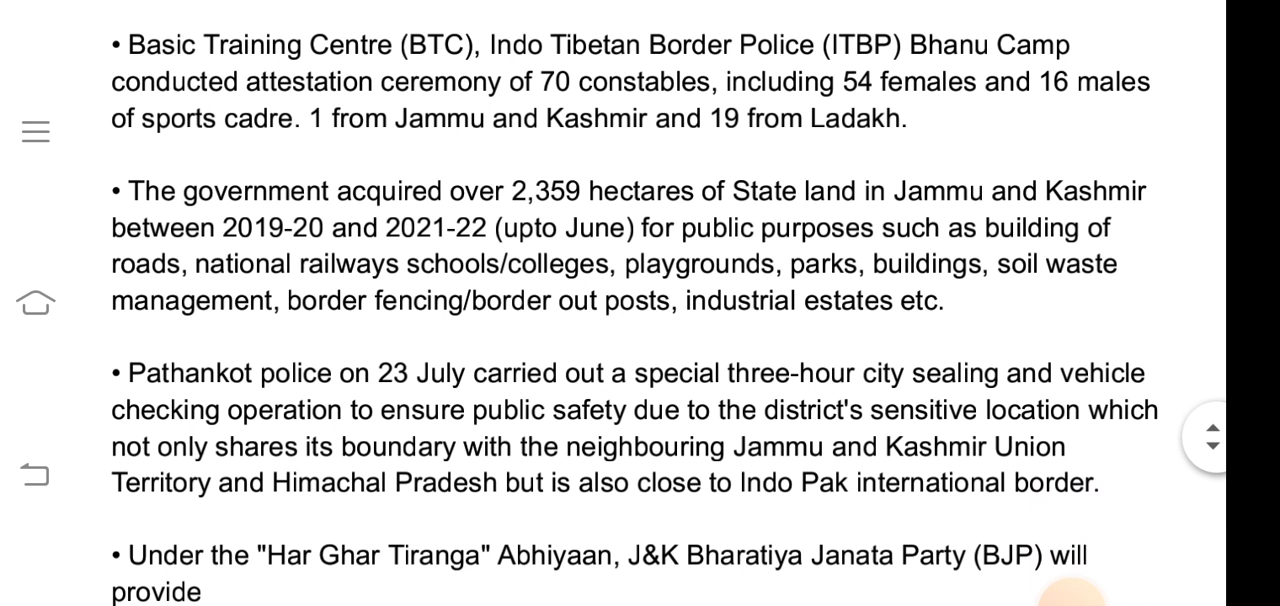 • Basic Training Centre (BTC), Indo Tibetan Border Police (ITBP) Bhanu Camp
conducted attestation ceremony of 70 constables, including 54 females and 16 males
of sports cadre. 1 from Jammu and Kashmir and 19 from Ladakh.
• The government acquired over 2,359 hectares of State land in Jammu and Kashmir
between 2019-20 and 2021-22 (upto June) for public purposes such as building of
roads, national railways schools/colleges, playgrounds, parks, buildings, soil waste
management, border fencing/border out posts, industrial estates etc.
• Pathankot police on 23 July carried out a special three-hour city sealing and vehicle
checking operation to ensure public safety due to the district's sensitive location which
not only shares its boundary with the neighbouring Jammu and Kashmir Union
Territory and Himachal Pradesh but is also close to Indo Pak international border.
• Under the "Har Ghar Tiranga" Abhiyaan, J&K Bharatiya Janata Party (BJP) will
provide